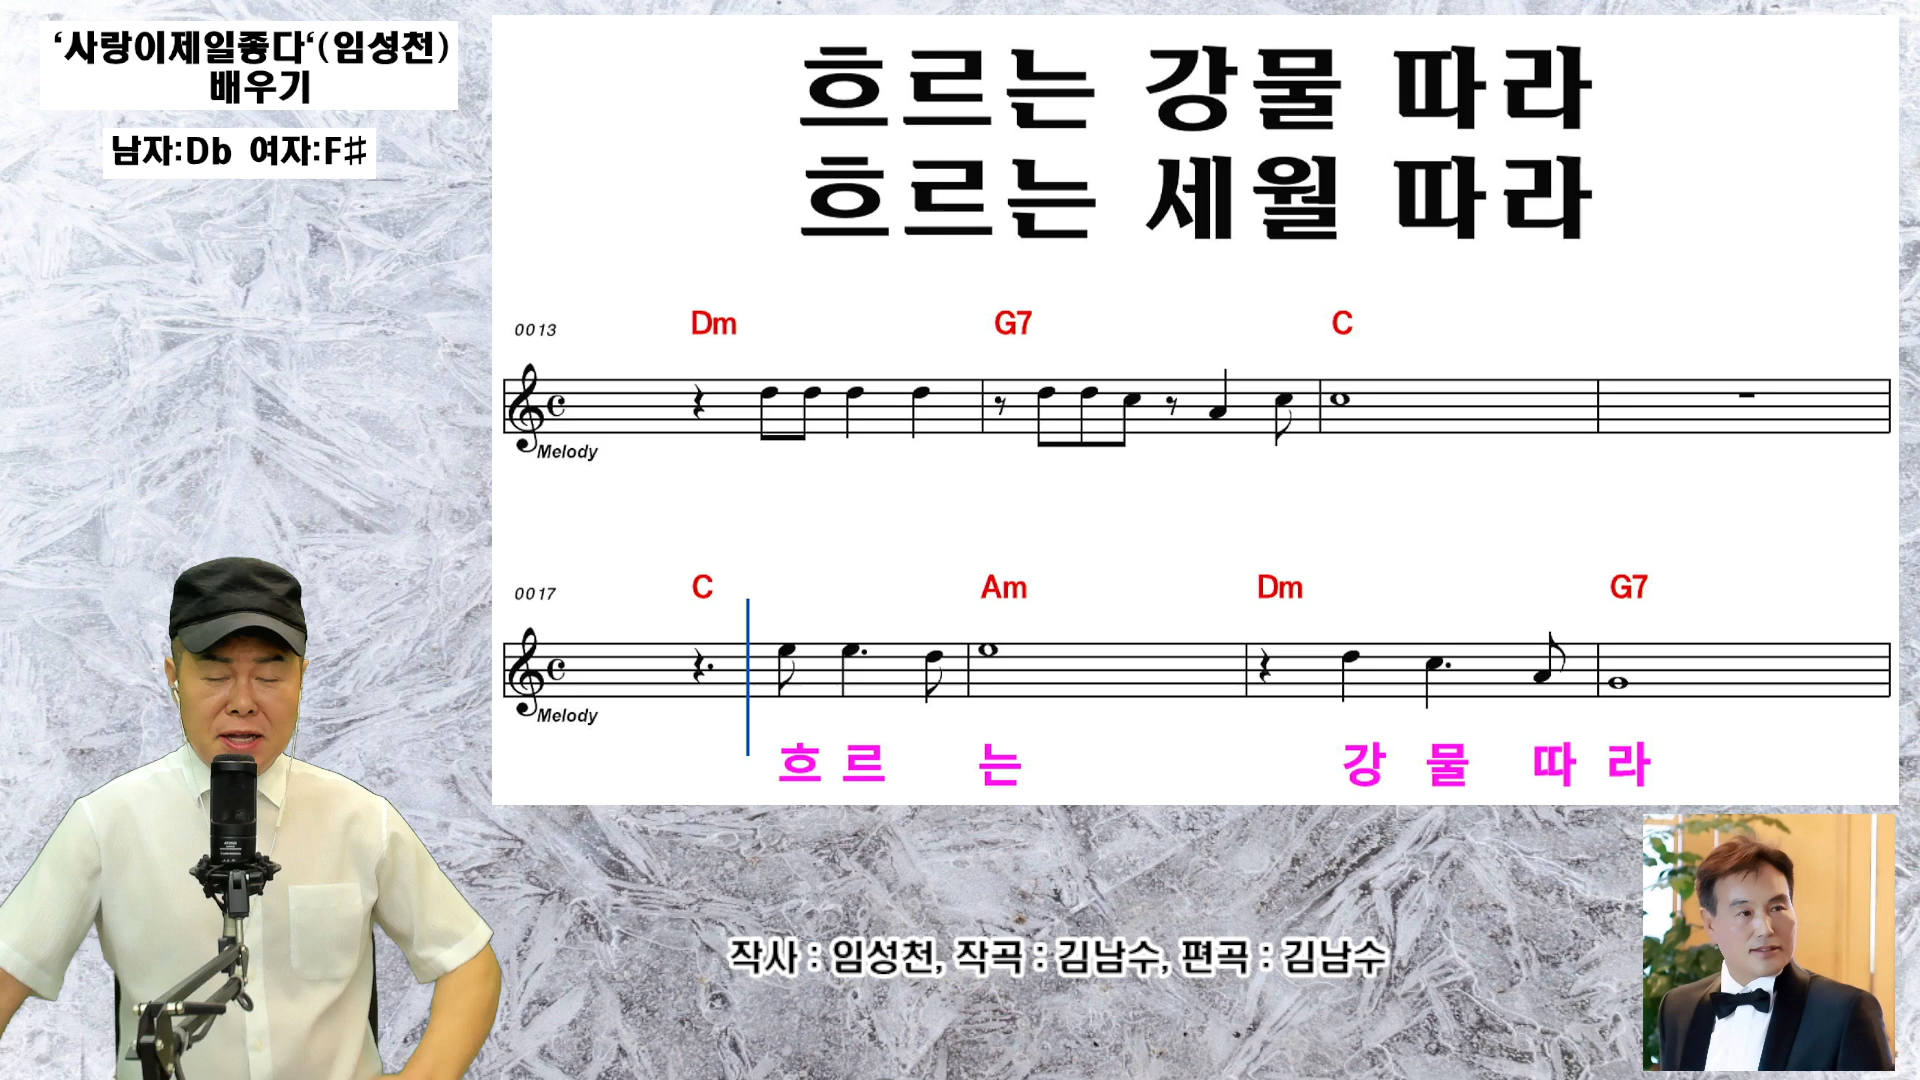 ‘사랑이제일좋다‘(임성천)
배우기
남자:Db 여자:F♯
흐르는 강물 따라
흐르는 세월 따라
0013
Dm G7 C
Melody
0017
C Am Dm G7
Melody
흐 르 는 강 물 따 라
작사 : 임성천, 작곡 : 김남수, 편곡 : 김남수